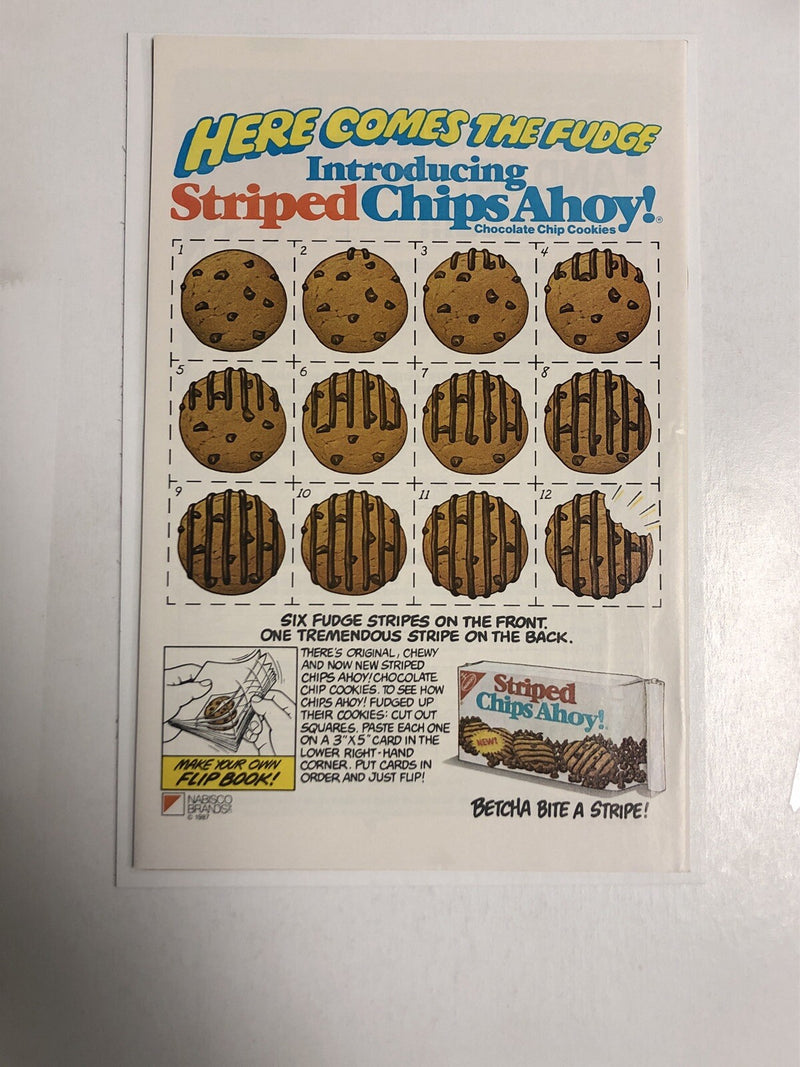 HERE COMES THE FUDGE
Introducing
Striped Chips Ahoy!®
Chocolate Chip Cookies
1
2
3
4
5
6
7
8
9
10
11
12
SIX FUDGE STRIPES ON THE FRONT.
ONE TREMENDOUS STRIPE ON THE BACK.
THERE'S ORIGINAL, CHEWY
AND NOW NEW STRIPED
CHIPS AHOY! CHOCOLATE
CHIP COOKIES. TO SEE HOW
CHIPS AHOY! FUDGED UP
THEIR COOKIES: CUT OUT
SQUARES. PASTE EACH ONE
ON A 3"X5" CARD IN THE
LOWER RIGHT-HAND
CORNER. PUT CARDS IN
ORDER AND JUST FLIP!
MAKE YOUR OWN
FLIP BOOK!
Striped
Chips Ahoy!
NEW!
NABISCO
BRANDS
© 1987
BETCHA BITE A STRIPE!